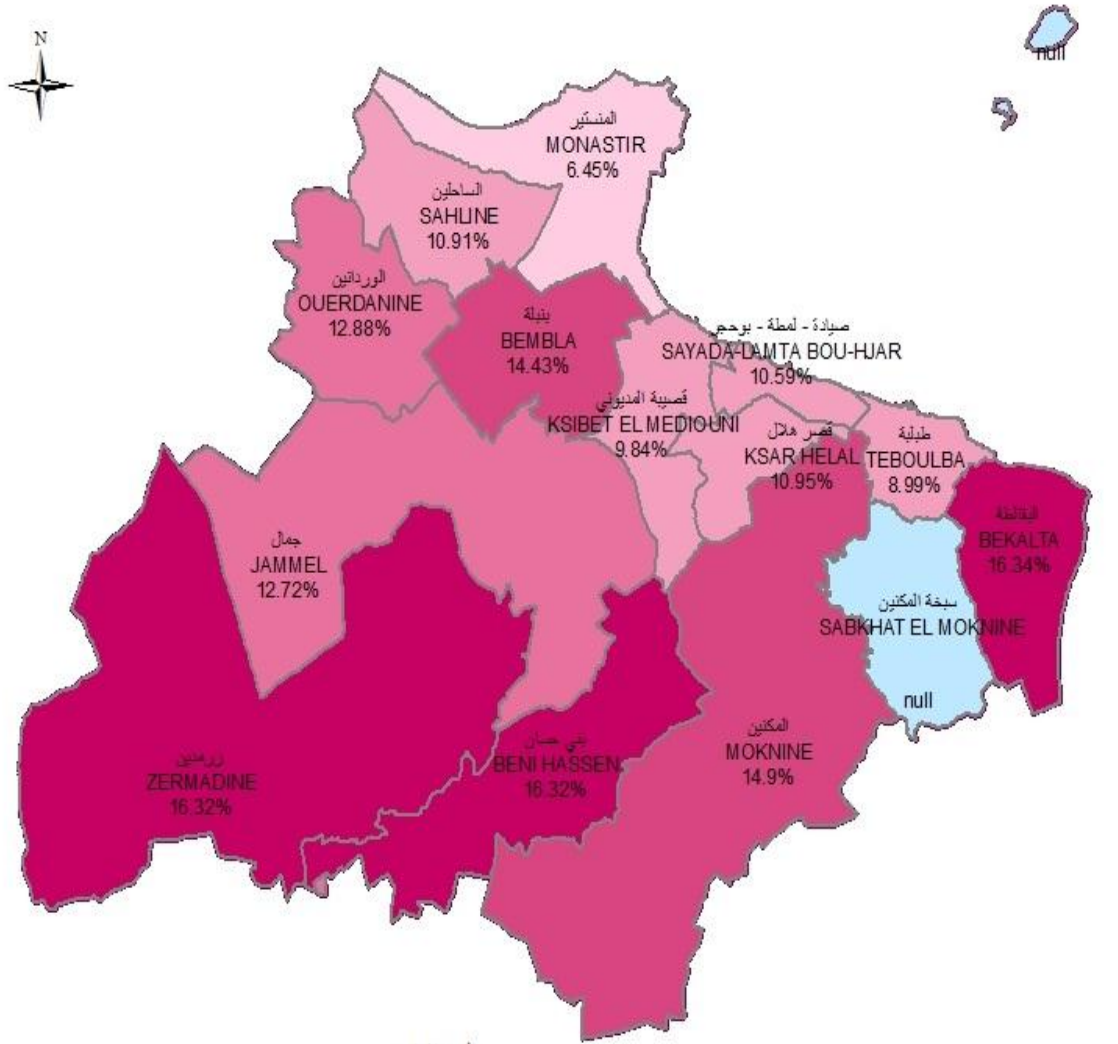 N
null
المنستير
MONASTIR
6.45%
الساحلين
SAHLINE
10.91%
الوردانين
OUERDANINE
12.88%
بنبلة
BEMBLA
14.43%
صيادة - لمطة - بوحجر
SAYADA-LAMTA BOU-HJAR
10.59%
قصيبة المديوني
KSIBET EL MEDIOUNI
9.84%
قصر هلال
KSAR HELAL
10.95%
طبلبة
TEBOULBA
8.99%
البقالطة
BEKALTA
16.34%
جمال
JAMMEL
12.72%
سبخة المكنين
SABKHAT EL MOKNINE
null
زرمدين
ZERMADINE
16.32%
بني حسان
BENI HASSEN
16.32%
المكنين
MOKNINE
14.9%